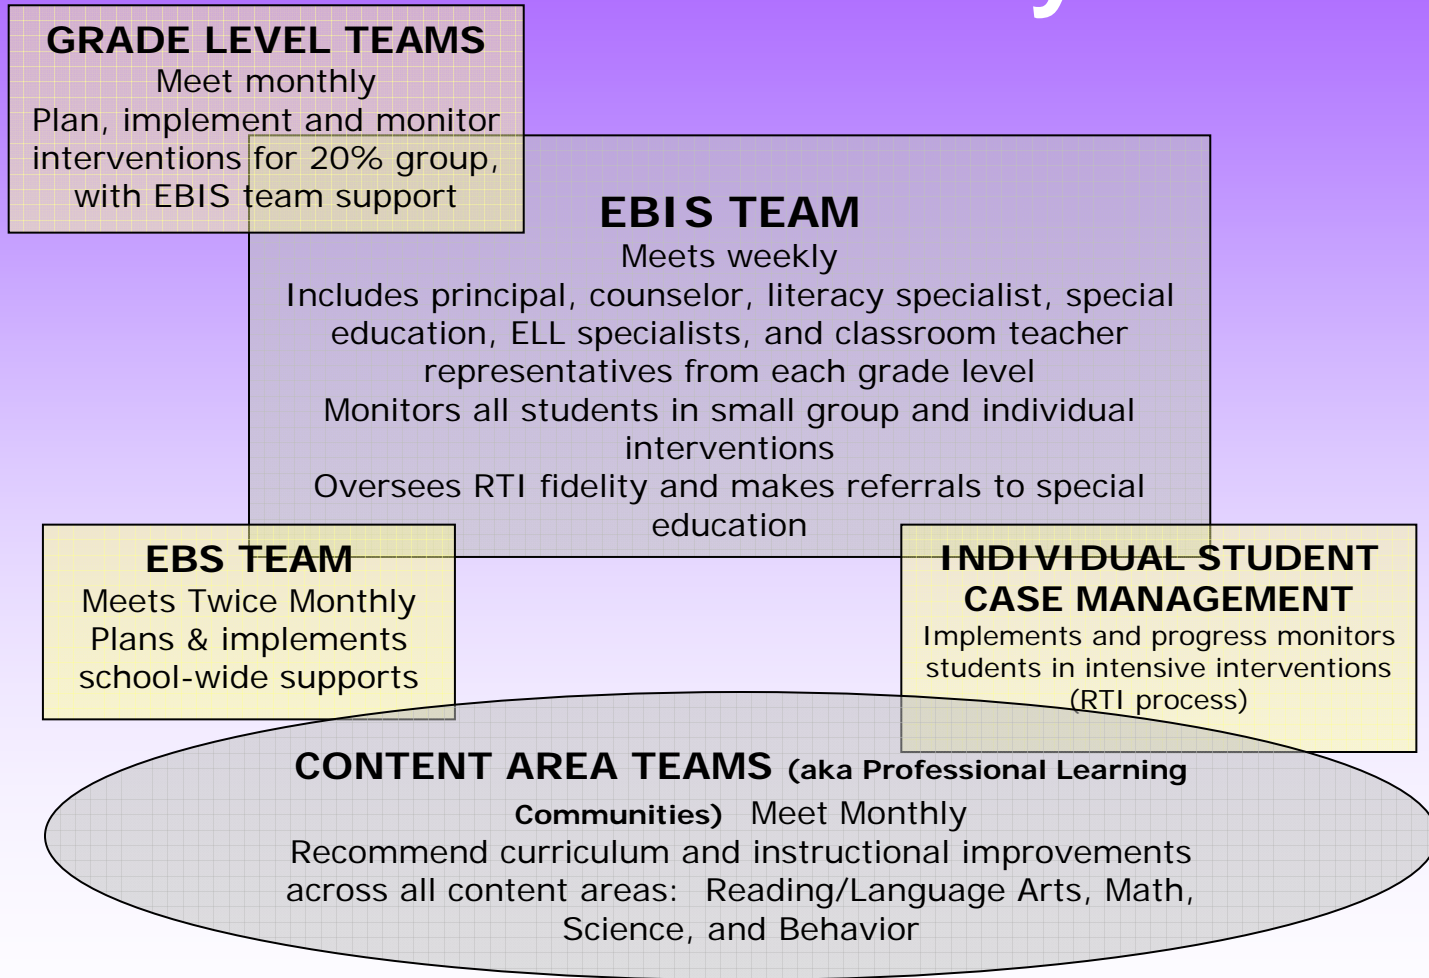 GRADE LEVEL TEAMS
Meet monthly
Plan, implement and monitor
interventions for 20% group,
with EBIS team support
EBIS TEAM
Meets weekly
Includes principal, counselor, literacy specialist, special
education, ELL specialists, and classroom teacher
representatives from each grade level
Monitors all students in small group and individual
interventions
Oversees RTI fidelity and makes referrals to special
education
EBS TEAM
Meets Twice Monthly
Plans & implements
school-wide supports
INDIVIDUAL STUDENT
CASE MANAGEMENT
Implements and progress monitors
students in intensive interventions
(RTI process)
CONTENT AREA TEAMS (aka Professional Learning
Communities) Meet Monthly
Recommend curriculum and instructional improvements
across all content areas: Reading/Language Arts, Math,
Science, and Behavior